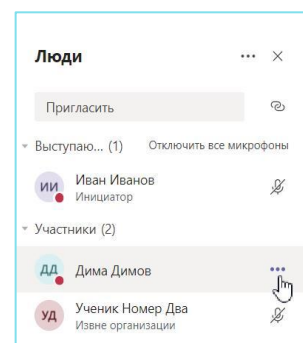 Люди
Пригласить
Выступаю... (1) Отключить все микрофоны
ИИ Иван Иванов
Инициатор
Участники (2)
ДД Дима Димов
УД Ученик Номер Два
Извне организации